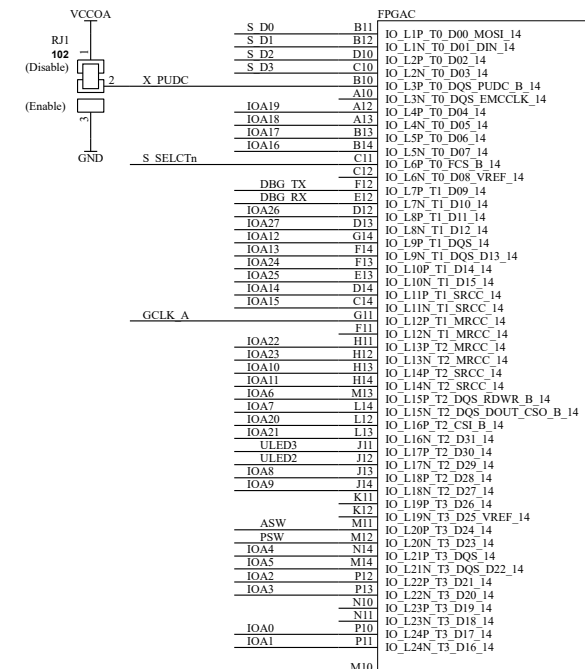 VCCOA
FPGAC
RJ1
102
(Disable)
1
2
X_PUDC
(Enable)
3
GND
S_D0 B11 IO_L1P_T0_D00_MOSI_14
S_D1 B12 IO_L1N_T0_D01_DIN_14
S_D2 D10 IO_L2P_T0_D02_14
S_D3 C10 IO_L2N_T0_D03_14
B10 IO_L3P_T0_DQS_PUDC_B_14
A10 IO_L3N_T0_DQS_EMCCLK_14
IOA19 A12 IO_L4P_T0_D04_14
IOA18 A13 IO_L4N_T0_D05_14
IOA17 B13 IO_L5P_T0_D06_14
IOA16 B14 IO_L5N_T0_D07_14
S_SELCTn C11 IO_L6P_T0_FCS_B_14
C12 IO_L6N_T0_D08_VREF_14
DBG_TX F12 IO_L7P_T1_D09_14
DBG_RX E12 IO_L7N_T1_D10_14
IOA26 D12 IO_L8P_T1_D11_14
IOA27 D13 IO_L8N_T1_D12_14
IOA12 G14 IO_L9P_T1_DQS_14
IOA13 F14 IO_L9N_T1_DQS_D13_14
IOA24 F13 IO_L10P_T1_D14_14
IOA25 E13 IO_L10N_T1_D15_14
IOA14 D14 IO_L11P_T1_SRCC_14
IOA15 C14 IO_L11N_T1_SRCC_14
GCLK_A G11 IO_L12P_T1_MRCC_14
F11 IO_L12N_T1_MRCC_14
IOA22 H11 IO_L13P_T2_MRCC_14
IOA23 H12 IO_L13N_T2_MRCC_14
IOA10 H13 IO_L14P_T2_SRCC_14
IOA11 H14 IO_L14N_T2_SRCC_14
IOA6 M13 IO_L15P_T2_DQS_RDWR_B_14
IOA7 L14 IO_L15N_T2_DQS_DOUT_CSO_B_14
IOA20 L12 IO_L16P_T2_CSI_B_14
IOA21 L13 IO_L16N_T2_D31_14
ULED3 J11 IO_L17P_T2_D30_14
ULED2 J12 IO_L17N_T2_D29_14
IOA8 J13 IO_L18P_T2_D28_14
IOA9 J14 IO_L18N_T2_D27_14
K11 IO_L19P_T3_D26_14
K12 IO_L19N_T3_D25_VREF_14
ASW M11 IO_L20P_T3_D24_14
PSW M12 IO_L20N_T3_D23_14
IOA4 N14 IO_L21P_T3_DQS_14
IOA5 M14 IO_L21N_T3_DQS_D22_14
IOA2 P12 IO_L22P_T3_D21_14
IOA3 P13 IO_L22N_T3_D20_14
N10 IO_L23P_T3_D19_14
N11 IO_L23N_T3_D18_14
IOA0 P10 IO_L24P_T3_D17_14
IOA1 P11 IO_L24N_T3_D16_14
M10